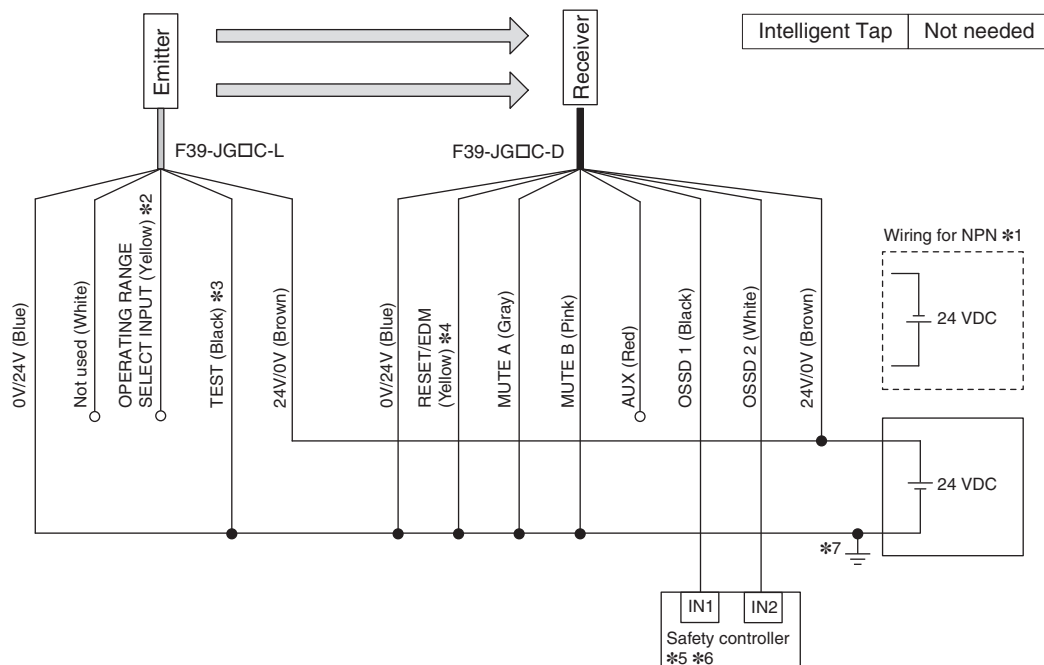 Emitter
Receiver
Intelligent Tap
Not needed
F39-JG□C-L
F39-JG□C-D
0V/24V (Blue)
Not used (White)
OPERATING RANGE
SELECT INPUT (Yellow) ✻2
TEST (Black) ✻3
24V/0V (Brown)
0V/24V (Blue)
RESET/EDM
(Yellow) ✻4
MUTE A (Gray)
MUTE B (Pink)
AUX (Red)
OSSD 1 (Black)
OSSD 2 (White)
24V/0V (Brown)
Wiring for NPN ✻1
24 VDC
24 VDC
✻7
IN1
IN2
Safety controller
✻5 ✻6